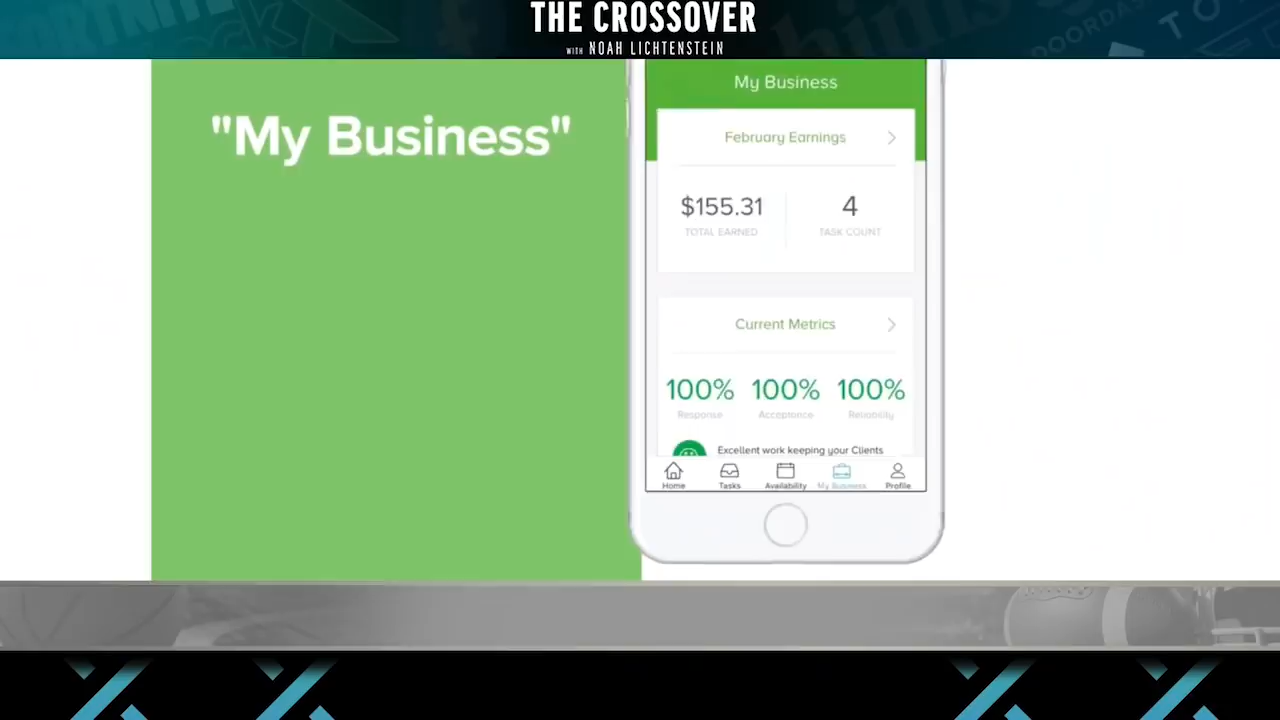 THE CROSSOVER
WITH NOAH LICHTENSTEIN
DOORDA
"My Business"
My Business
February Earnings
$155.31
4
TOTAL EARNED
TASK COUNT
Current Metrics
100% 100% 100%
Response Acceptance Reliability
Excellent work keeping your Clients
Home Tasks Availability My Business Profile